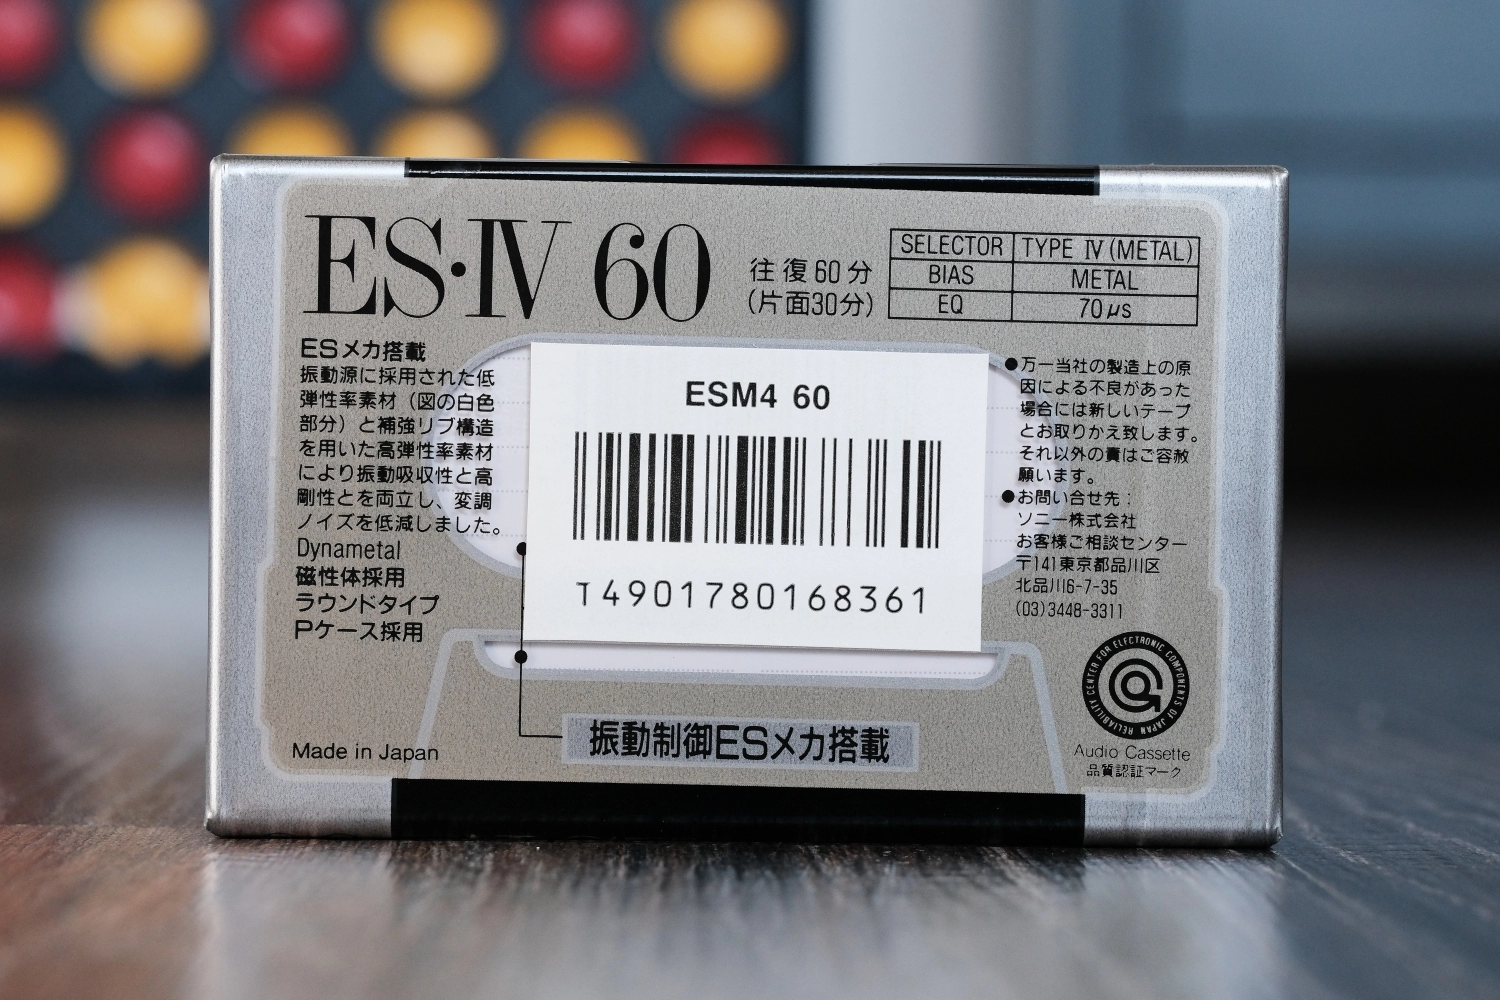 ES·IV 60
往復60分
(片面30分)
SELECTOR TYPE IV (METAL)
BIAS METAL
EQ 70μs
ESメカ搭載
振動源に採用された低
弾性率素材（図の白色
部分）と補強リブ構造
を用いた高弾性率素材
により振動吸収性と高
剛性とを両立し、変調
ノイズを低減しました。
Dynametal
磁性体採用
ラウンドタイプ
Pケース採用
Made in Japan
ESM4 60
T4901780168361
振動制御ESメカ搭載
●万一当社の製造上の原
因による不良があった
場合には新しいテープ
とお取りかえ致します。
それ以外の責はご容赦
願います。
●お問い合せ先：
ソニー株式会社
お客様ご相談センター
〒141東京都品川区
北品川6-7-35
(03)3448-3311
RELIABILITY CENTER FOR ELECTRONIC COMPONENTS OF JAPAN
Audio Cassette
品質認証マーク